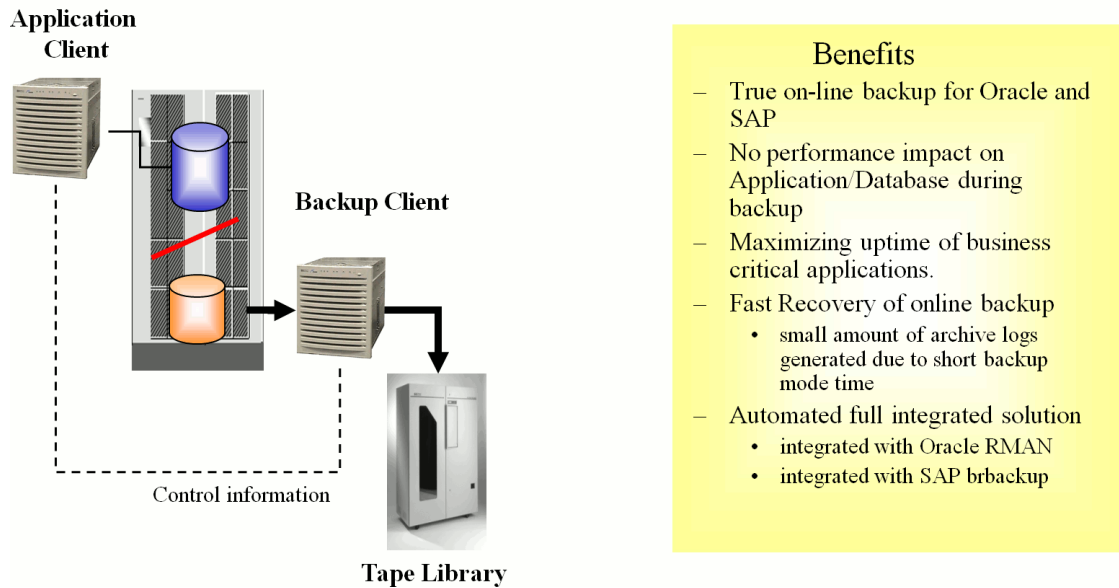 Application
Client
Backup Client
Control information
Tape Library
Benefits
– True on-line backup for Oracle and
SAP
– No performance impact on
Application/Database during
backup
– Maximizing uptime of business
critical applications.
– Fast Recovery of online backup
• small amount of archive logs
generated due to short backup
mode time
– Automated full integrated solution
• integrated with Oracle RMAN
• integrated with SAP brbackup